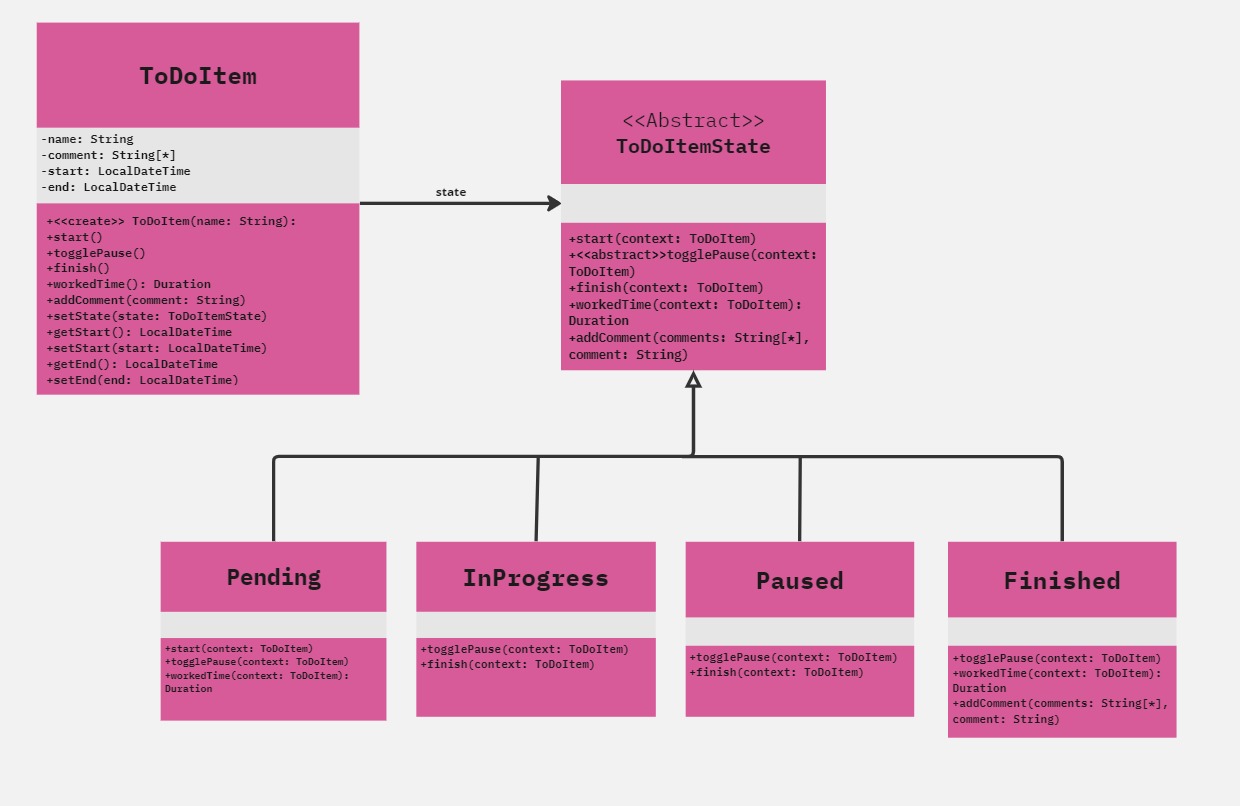 ToDoItem
-name: String
-comment: String[*]
-start: LocalDateTime
-end: LocalDateTime
+<<create>> ToDoItem(name: String):
+start()
+togglePause()
+finish()
+workedTime(): Duration
+addComment(comment: String)
+setState(state: ToDoItemState)
+getStart(): LocalDateTime
+setStart(start: LocalDateTime)
+getEnd(): LocalDateTime
+setEnd(end: LocalDateTime)
state
<<Abstract>>
ToDoItemState
+start(context: ToDoItem)
+<<abstract>>togglePause(context:
ToDoItem)
+finish(context: ToDoItem)
+workedTime(context: ToDoItem):
Duration
+addComment(comments: String[*],
comment: String)
Pending
+start(context: ToDoItem)
+togglePause(context: ToDoItem)
+workedTime(context: ToDoItem):
Duration
InProgress
+togglePause(context: ToDoItem)
+finish(context: ToDoItem)
Paused
+togglePause(context: ToDoItem)
+finish(context: ToDoItem)
Finished
+togglePause(context: ToDoItem)
+workedTime(context: ToDoItem):
Duration
+addComment(comments: String[*],
comment: String)